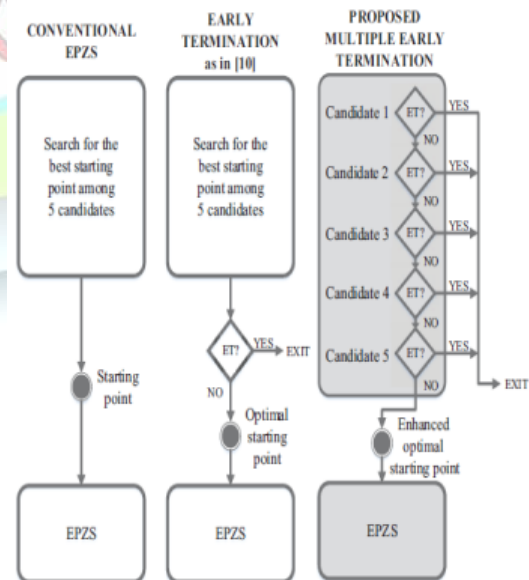 CONVENTIONAL
EPZS
Search for the
best starting
point among
5 candidates
Starting
point
EPZS
EARLY
TERMINATION
as in [10]
Search for the
best starting
point among
5 candidates
ET?
YES
EXIT
NO
Optimal
starting
point
EPZS
PROPOSED
MULTIPLE EARLY
TERMINATION
Candidate 1 ET? YES
NO
Candidate 2 ET? YES
NO
Candidate 3 ET? YES
NO
Candidate 4 ET? YES
NO
Candidate 5 ET? YES
NO
EXIT
Enhanced
optimal
starting point
EPZS